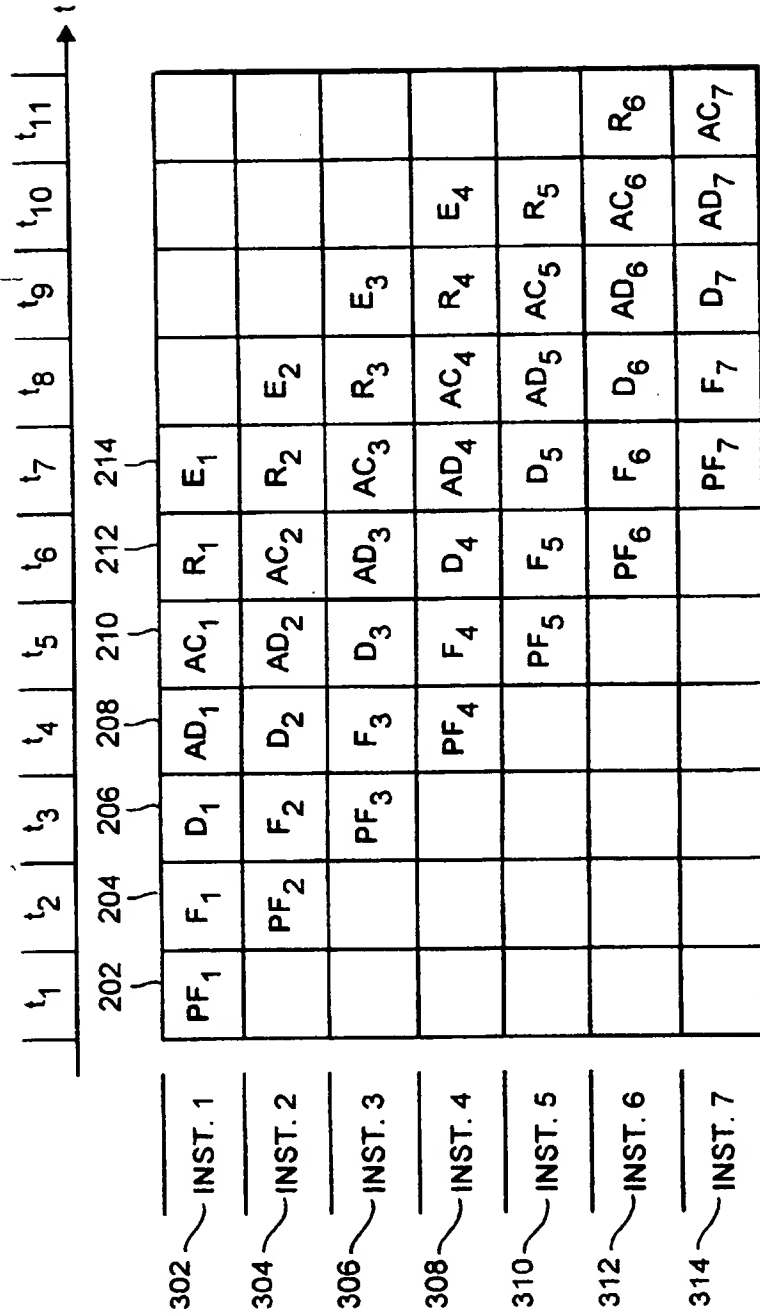 t1 t2 t3 t4 t5 t6 t7 t8 t9 t10 t11 t
202 204 206 208 210 212 214
302 INST. 1 PF1 F1 D1 AD1 AC1 R1 E1
304 INST. 2 PF2 F2 D2 AD2 AC2 R2 E2
306 INST. 3 PF3 F3 D3 AD3 AC3 R3 E3
308 INST. 4 PF4 F4 D4 AD4 AC4 R4 E4
310 INST. 5 PF5 F5 D5 AD5 AC5 R5
312 INST. 6 PF6 F6 D6 AD6 AC6 R6
314 INST. 7 PF7 F7 D7 AD7 AC7